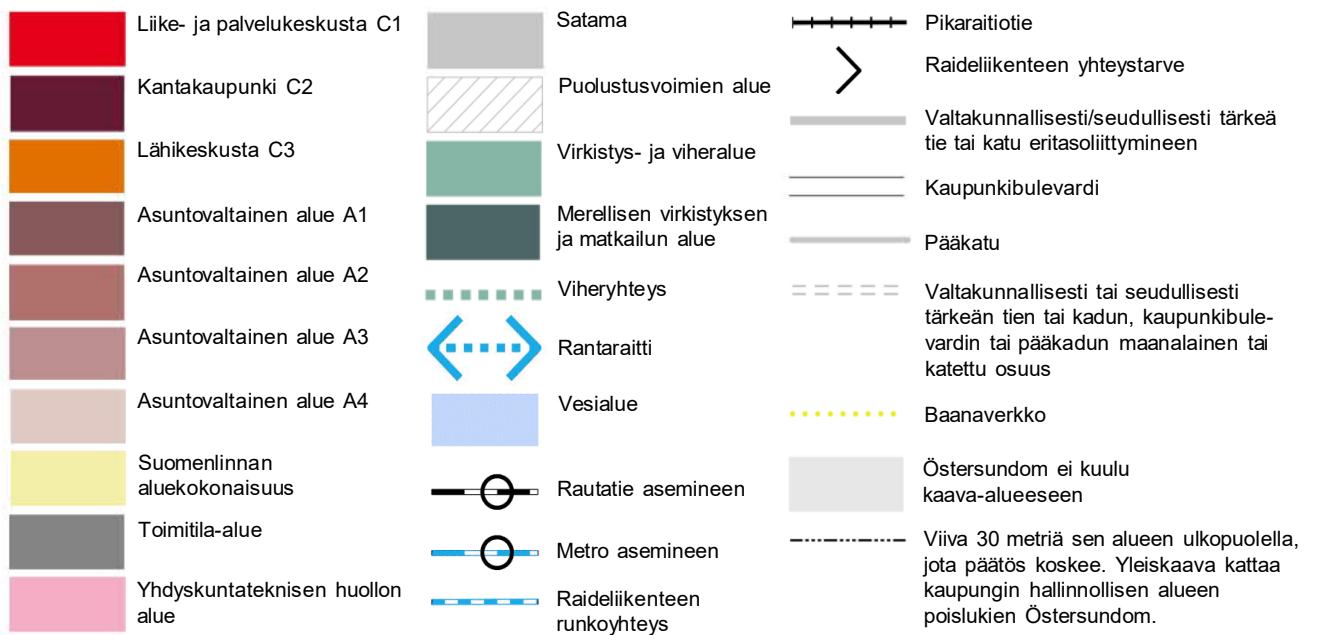 Liike- ja palvelukeskusta C1
Kantakaupunki C2
Lähikeskusta C3
Asuntovaltainen alue A1
Asuntovaltainen alue A2
Asuntovaltainen alue A3
Asuntovaltainen alue A4
Suomenlinnan
aluekokonaisuus
Toimitila-alue
Yhdyskuntateknisen huollon
alue
Satama
Puolustusvoimien alue
Virkistys- ja viheralue
Merellisen virkistyksen
ja matkailun alue
Viheryhteys
Rantaraitti
Vesialue
Rautatie asemineen
Metro asemineen
Raideliikenteen
runkoyhteys
Pikaraitiotie
Raideliikenteen yhteystarve
Valtakunnallisesti/seudullisesti tärkeä
tie tai katu eritasoliittymineen
Kaupunkibulevardi
Pääkatu
Valtakunnallisesti tai seudullisesti
tärkeän tien tai kadun, kaupunkibule-
vardin tai pääkadun maanalainen tai
katettu osuus
Baanaverkko
Östersundom ei kuulu
kaava-alueeseen
Viiva 30 metriä sen alueen ulkopuolella,
jota päätös koskee. Yleiskaava kattaa
kaupungin hallinnollisen alueen
poislukien Östersundom.